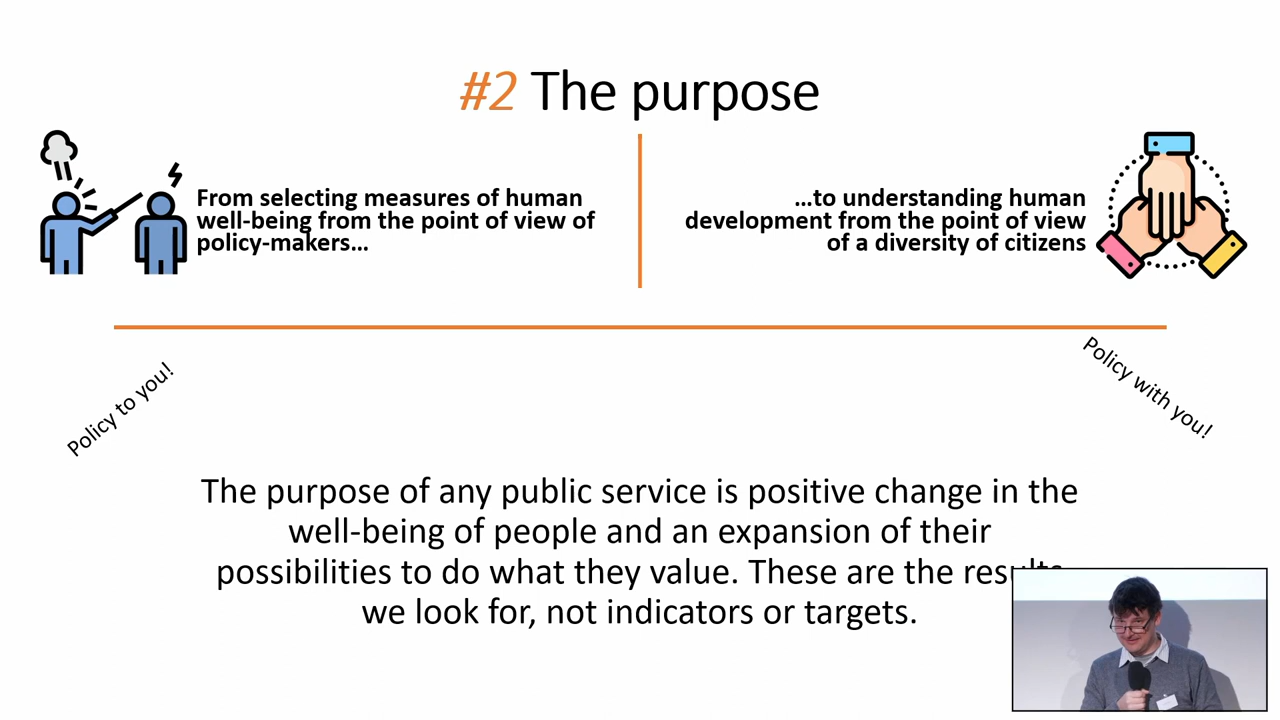 #2 The purpose
From selecting measures of human
well-being from the point of view of
policy-makers...
...to understanding human
development from the point of view
of a diversity of citizens
Policy to you!
Policy with you!
The purpose of any public service is positive change in the
well-being of people and an expansion of their
possibilities to do what they value. These are the results
we look for, not indicators or targets.